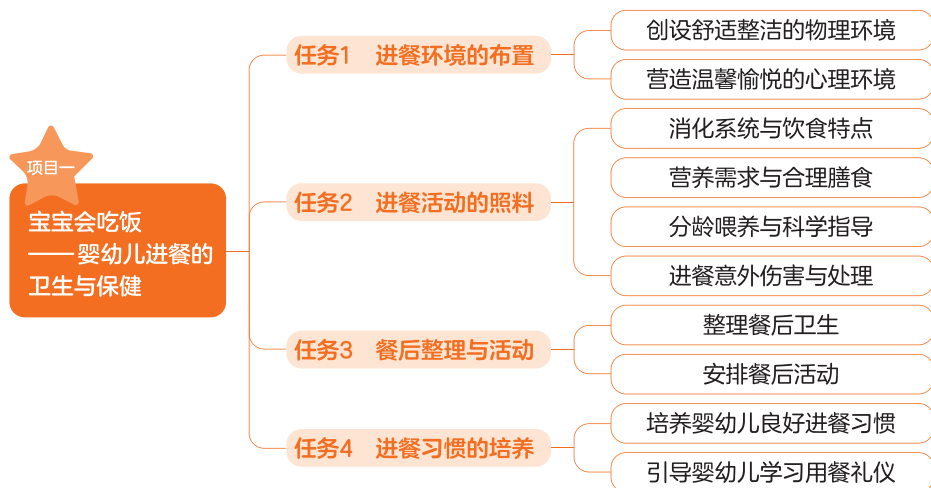 项目一
宝宝会吃饭
——婴幼儿进餐的
卫生与保健
任务1 进餐环境的布置
创设舒适整洁的物理环境
营造温馨愉悦的心理环境
任务2 进餐活动的照料
消化系统与饮食特点
营养需求与合理膳食
分龄喂养与科学指导
进餐意外伤害与处理
任务3 餐后整理与活动
整理餐后卫生
安排餐后活动
任务4 进餐习惯的培养
培养婴幼儿良好进餐习惯
引导婴幼儿学习用餐礼仪